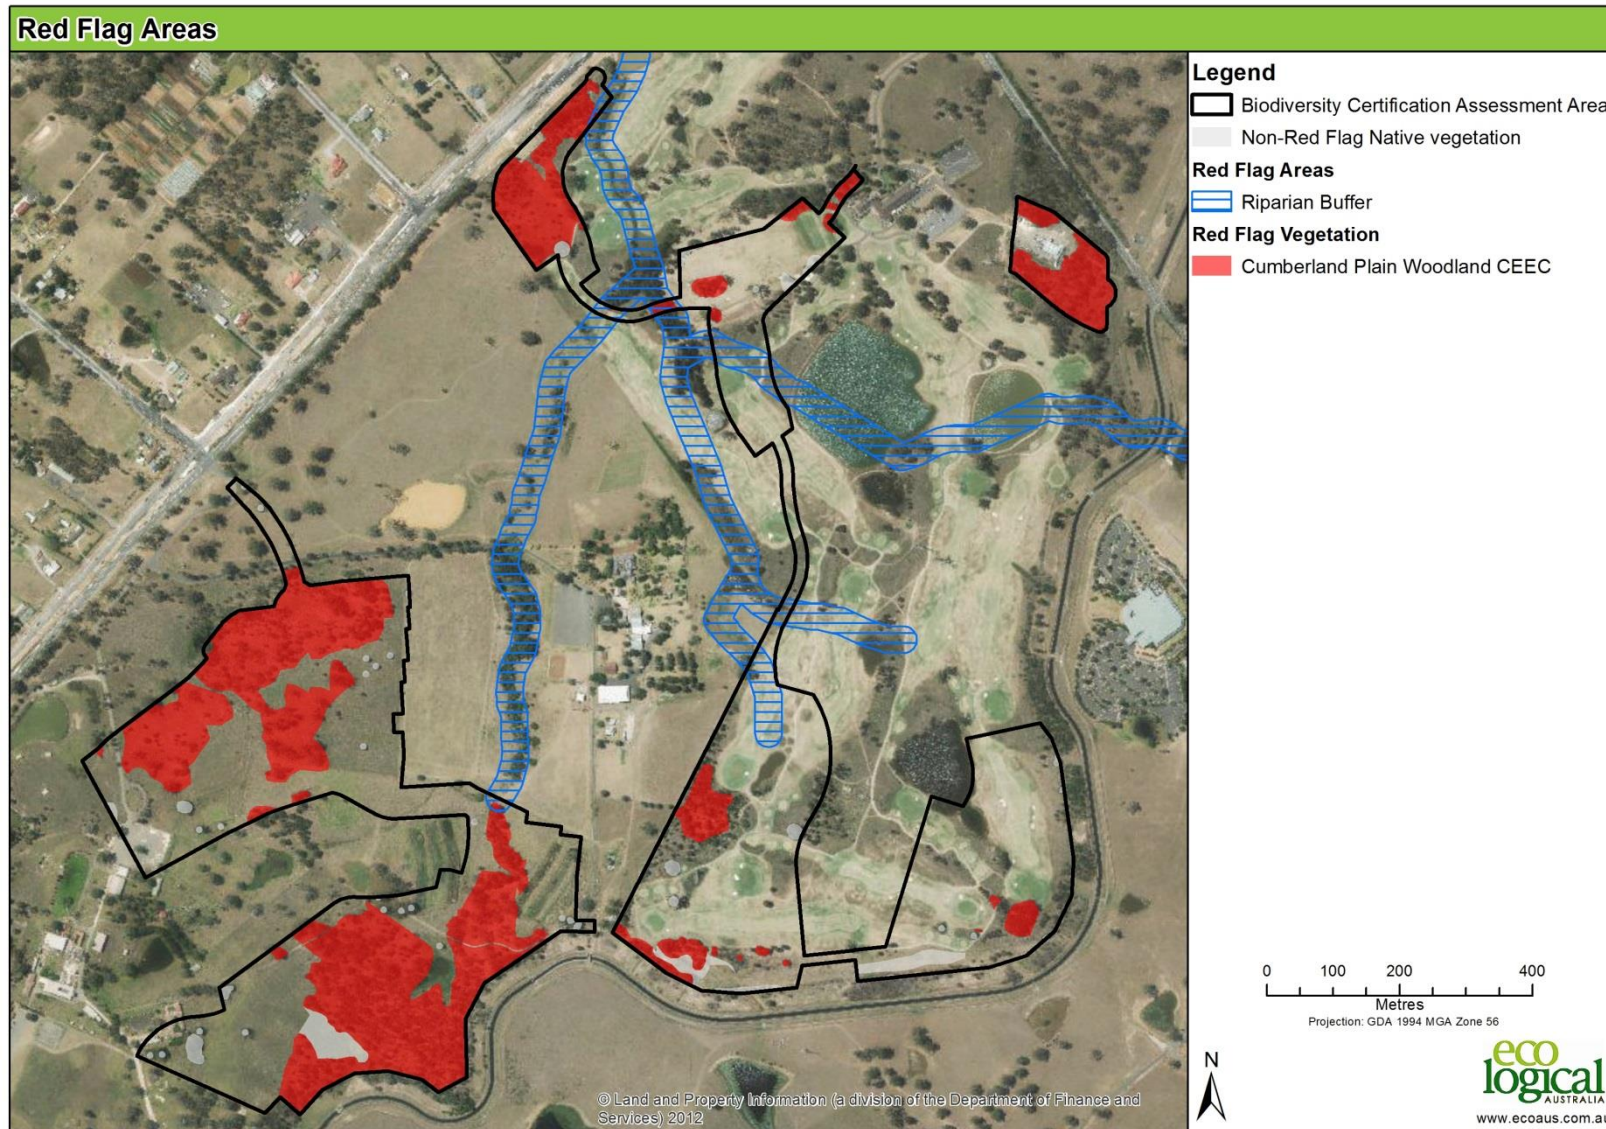 Red Flag Areas
Legend
Biodiversity Certification Assessment Area
Non-Red Flag Native vegetation
Red Flag Areas
Riparian Buffer
Red Flag Vegetation
Cumberland Plain Woodland CEEC
0 100 200 400
Metres
Projection: GDA 1994 MGA Zone 56
N
eco
logical
AUSTRALIA
www.ecoaus.com.au
© Land and Property Information (a division of the Department of Finance and
Services) 2012